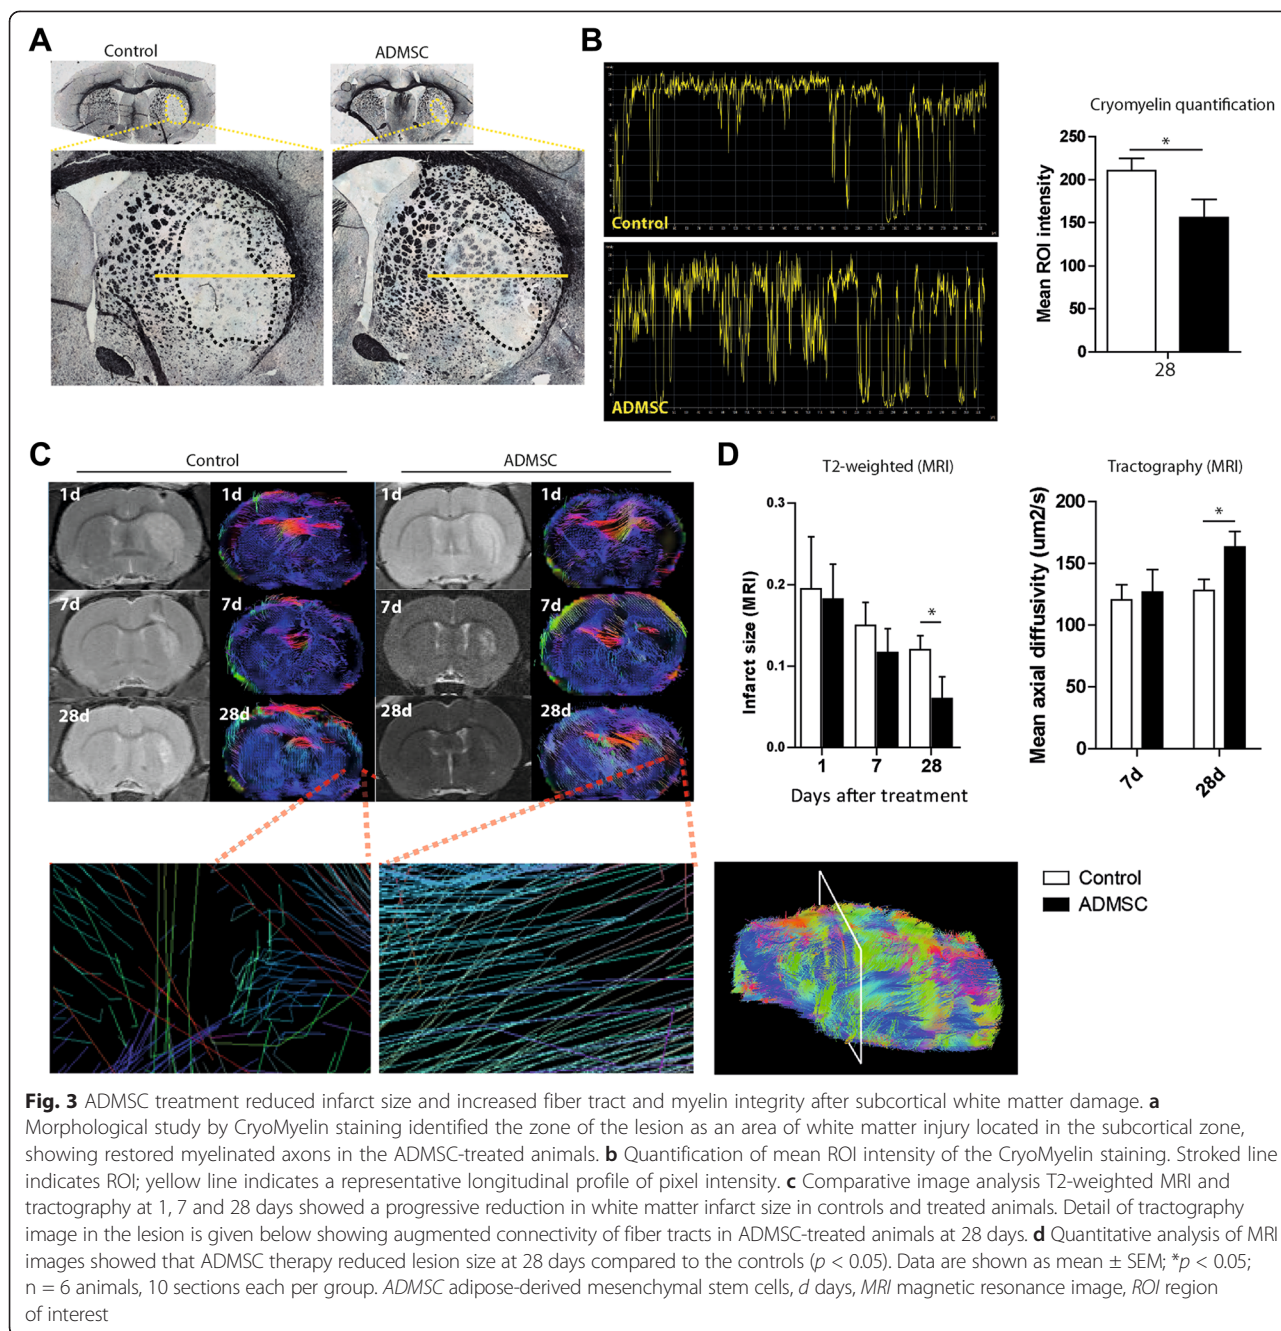 A
Control
ADMSC
B
Control
ADMSC
Cryomyelin quantification
Mean ROI intensity
250
200
150
100
50
0
*
28
C
Control
ADMSC
1d
1d
1d
1d
7d
7d
7d
7d
28d
28d
28d
28d
D
T2-weighted (MRI)
Infarct size (MRI)
0.3
0.2
0.1
0.0
*
1 7 28
Days after treatment
Tractography (MRI)
Mean axial diffusivity (um2/s)
200
150
100
50
0
*
7d
28d
Control
ADMSC
Fig. 3 ADMSC treatment reduced infarct size and increased fiber tract and myelin integrity after subcortical white matter damage. a
Morphological study by CryoMyelin staining identified the zone of the lesion as an area of white matter injury located in the subcortical zone,
showing restored myelinated axons in the ADMSC-treated animals. b Quantification of mean ROI intensity of the CryoMyelin staining. Stroked line
indicates ROI; yellow line indicates a representative longitudinal profile of pixel intensity. c Comparative image analysis T2-weighted MRI and
tractography at 1, 7 and 28 days showed a progressive reduction in white matter infarct size in controls and treated animals. Detail of tractography
image in the lesion is given below showing augmented connectivity of fiber tracts in ADMSC-treated animals at 28 days. d Quantitative analysis of MRI
images showed that ADMSC therapy reduced lesion size at 28 days compared to the controls (p < 0.05). Data are shown as mean ± SEM; *p < 0.05;
n = 6 animals, 10 sections each per group. ADMSC adipose-derived mesenchymal stem cells, d days, MRI magnetic resonance image, ROI region
of interest